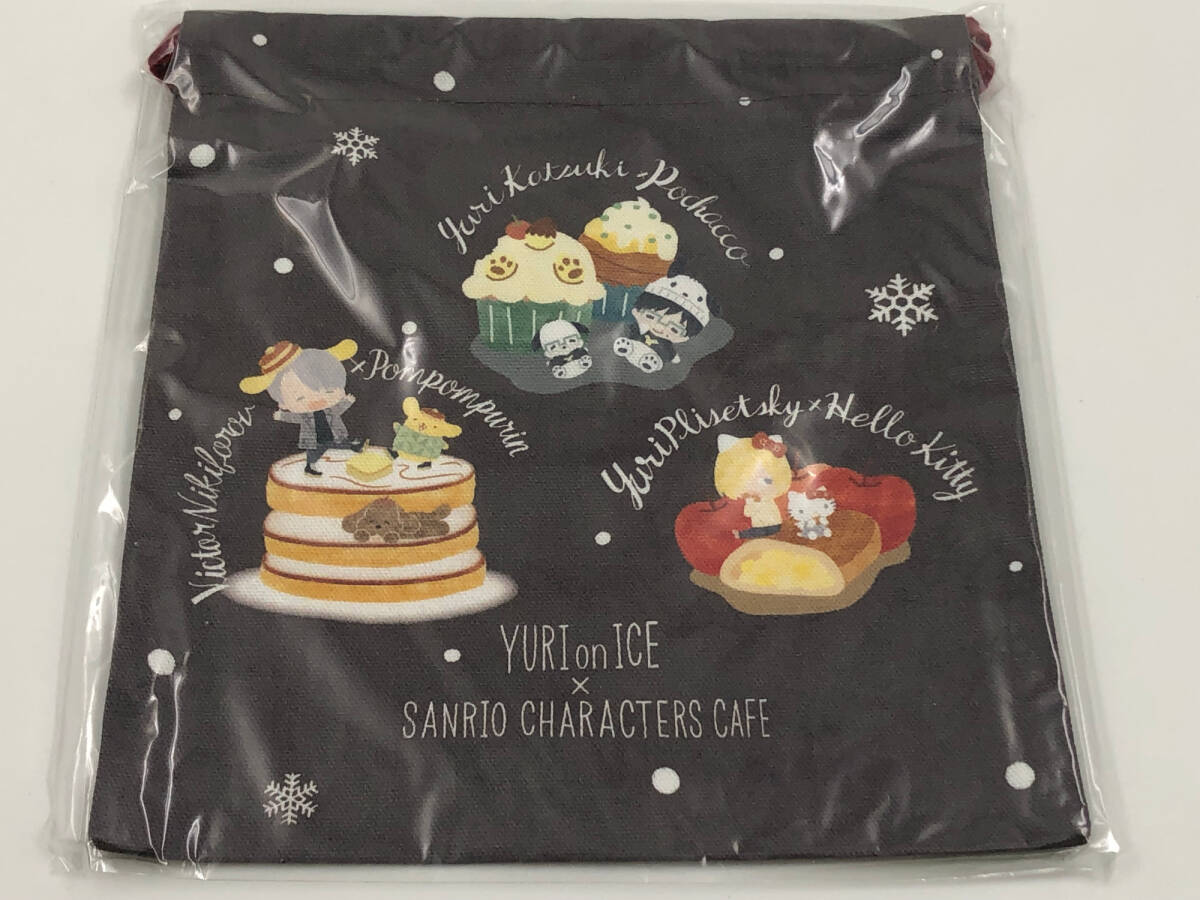 Yuri Katsuki × Pochacco
Victor Nikiforov × Pompompurin
Yuri Plisetsky × Hello Kitty
YURI on ICE
×
SANRIO CHARACTERS CAFE